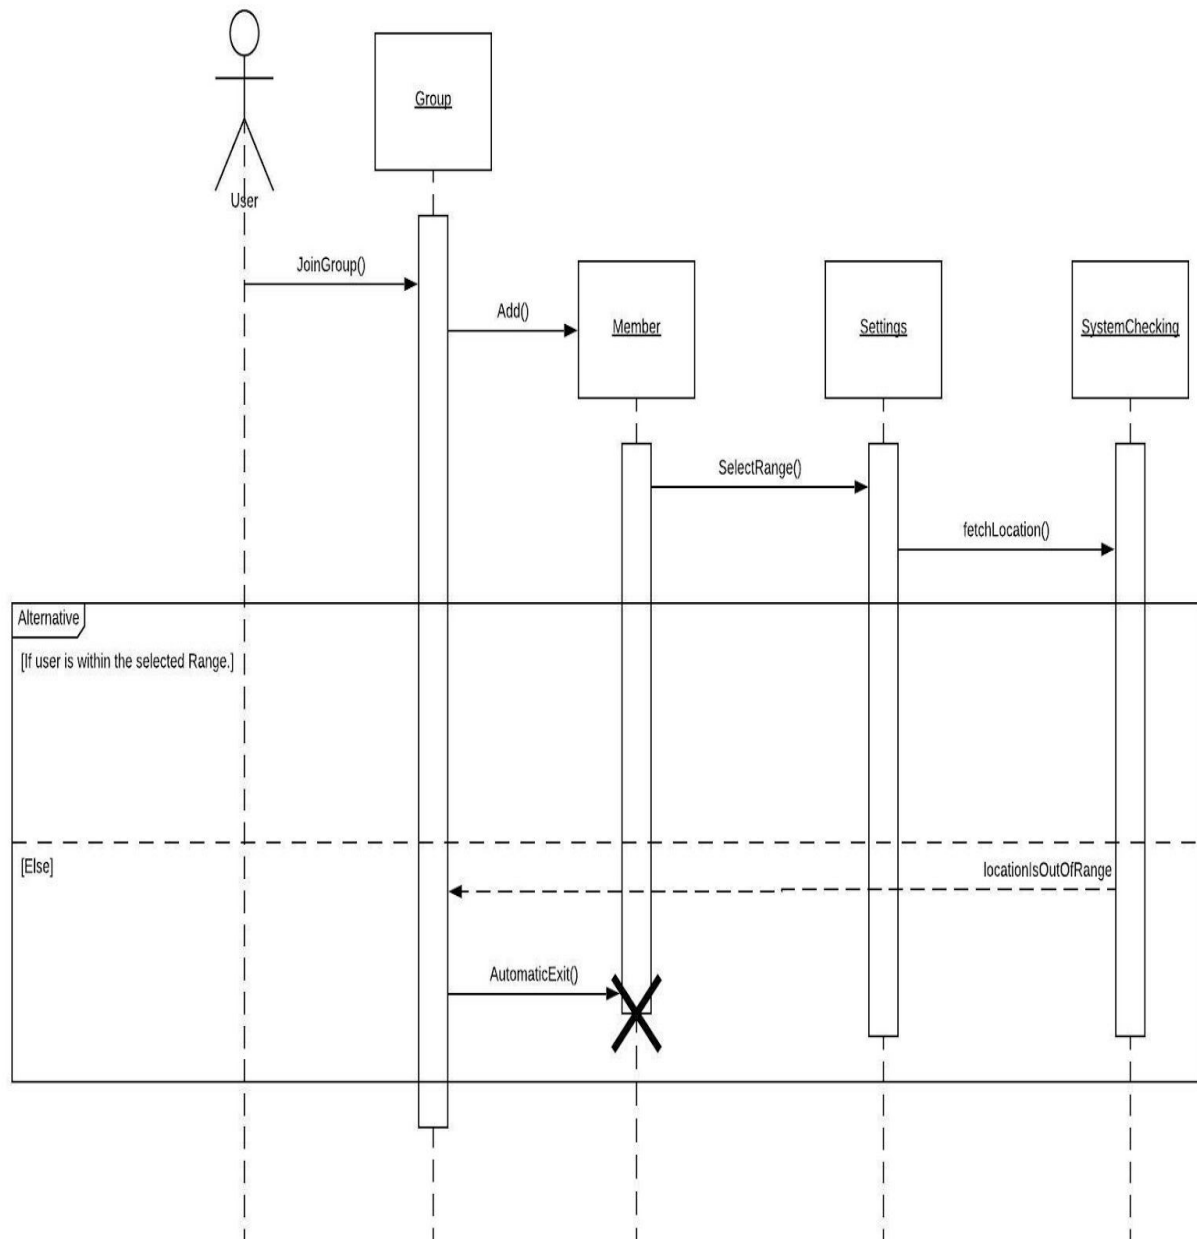 Group
User
JoinGroup()
Add()
Member
Settings
SystemChecking
SelectRange()
fetchLocation()
Alternative
[If user is within the selected Range.]
[Else]
locationIsOutOfRange
AutomaticExit()